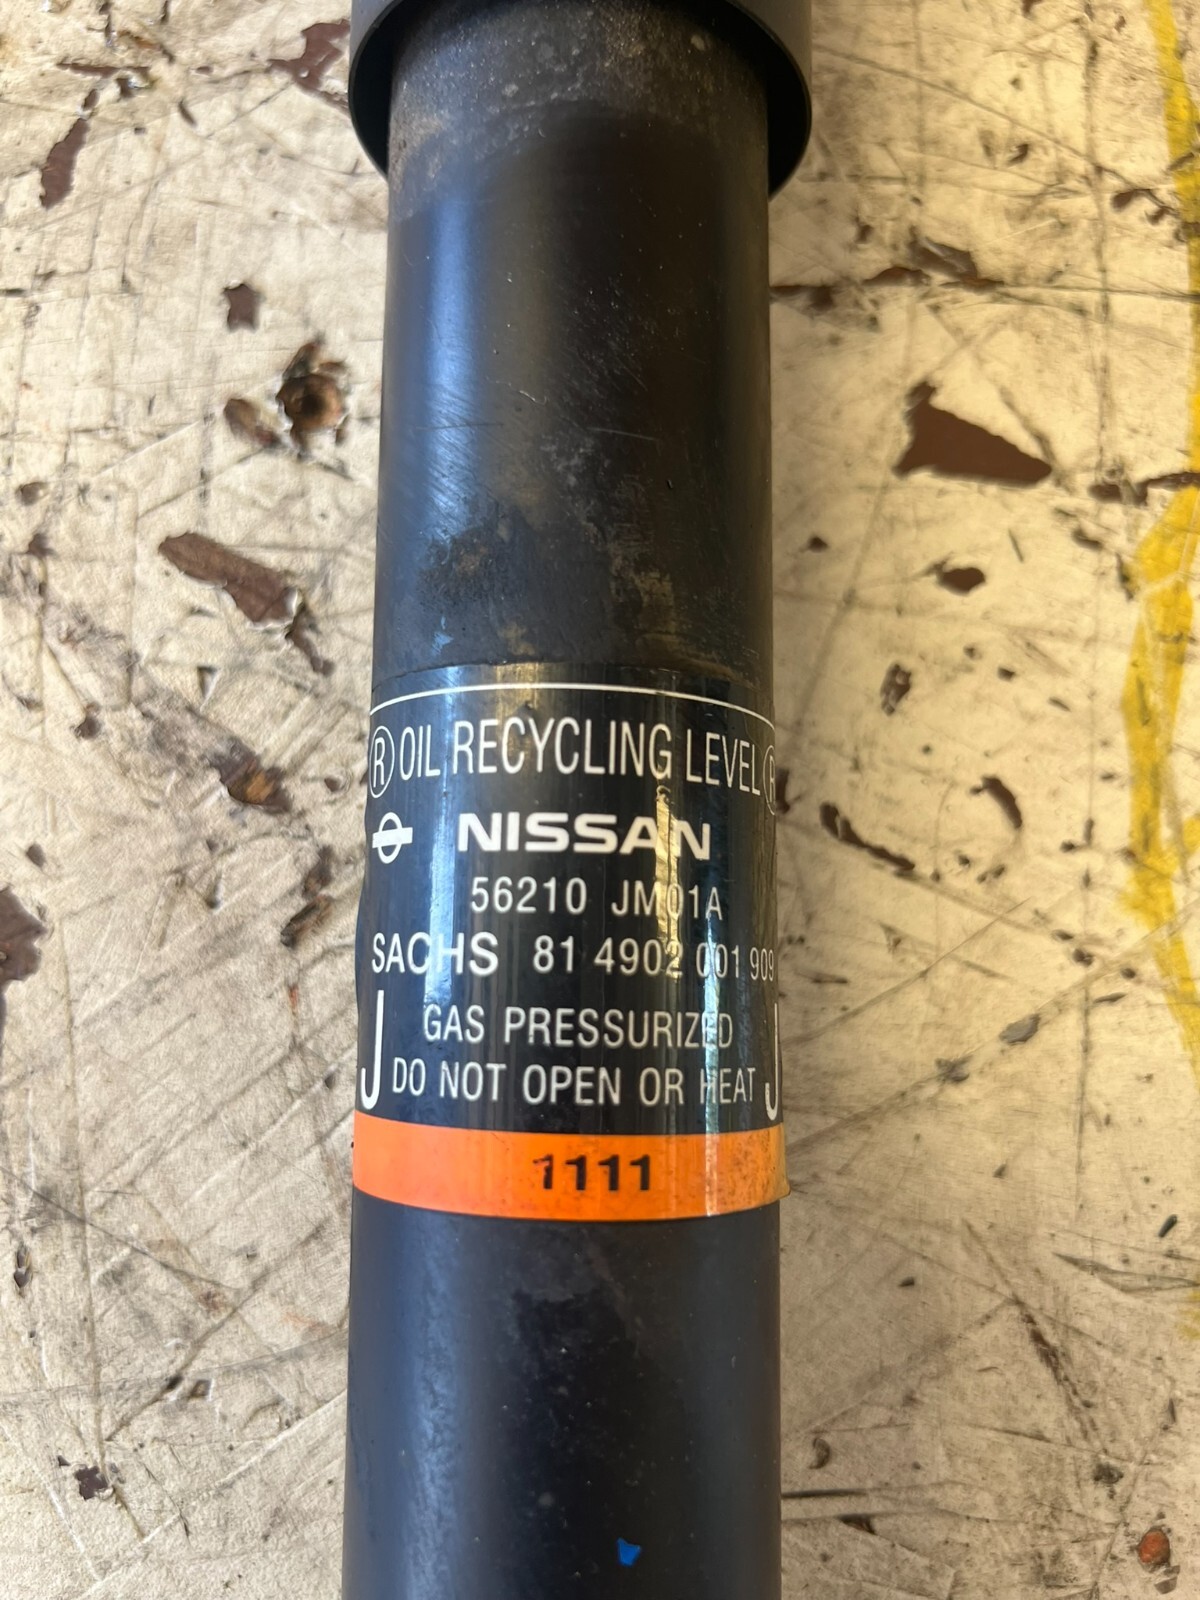 Ⓡ OIL RECYCLING LEVEL Ⓡ
NISSAN
56210 JM01A
SACHS 81 4902 001 909
J GAS PRESSURIZED J
DO NOT OPEN OR HEAT
1111